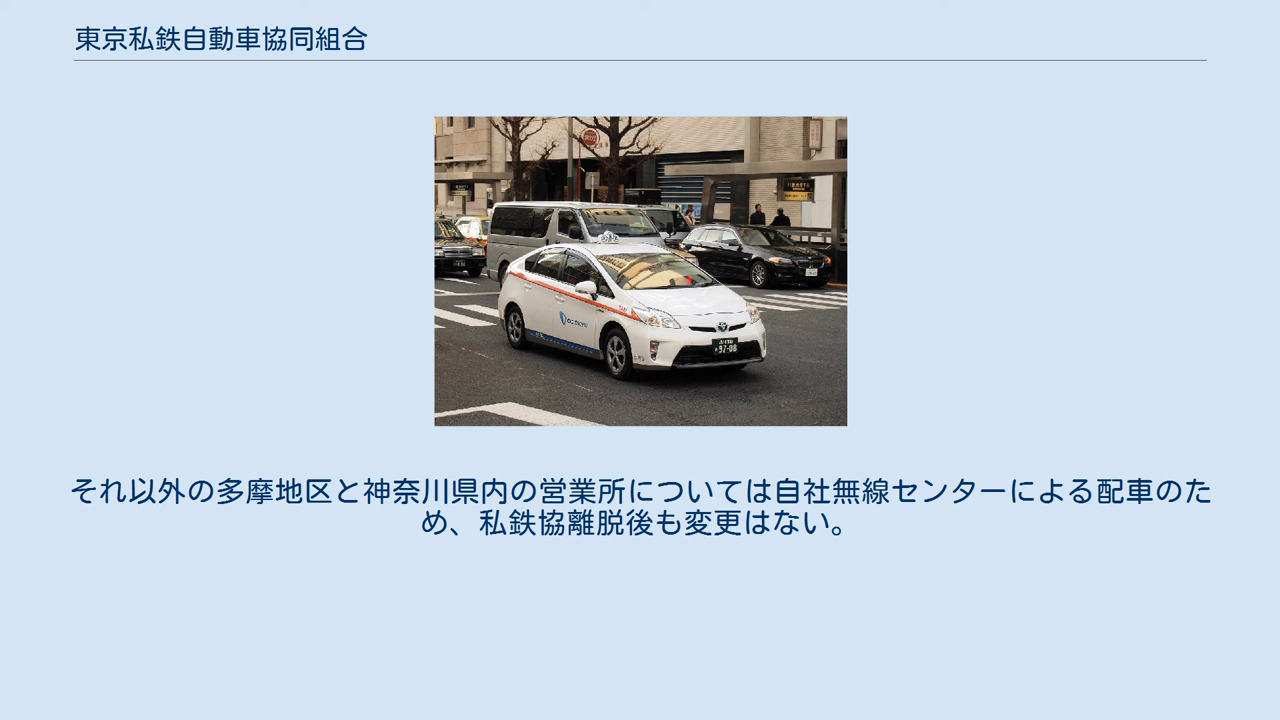 東京私鉄自動車協同組合
97-08
それ以外の多摩地区と神奈川県内の営業所については自社無線センターによる配車のた
め、私鉄協離脱後も変更はない。